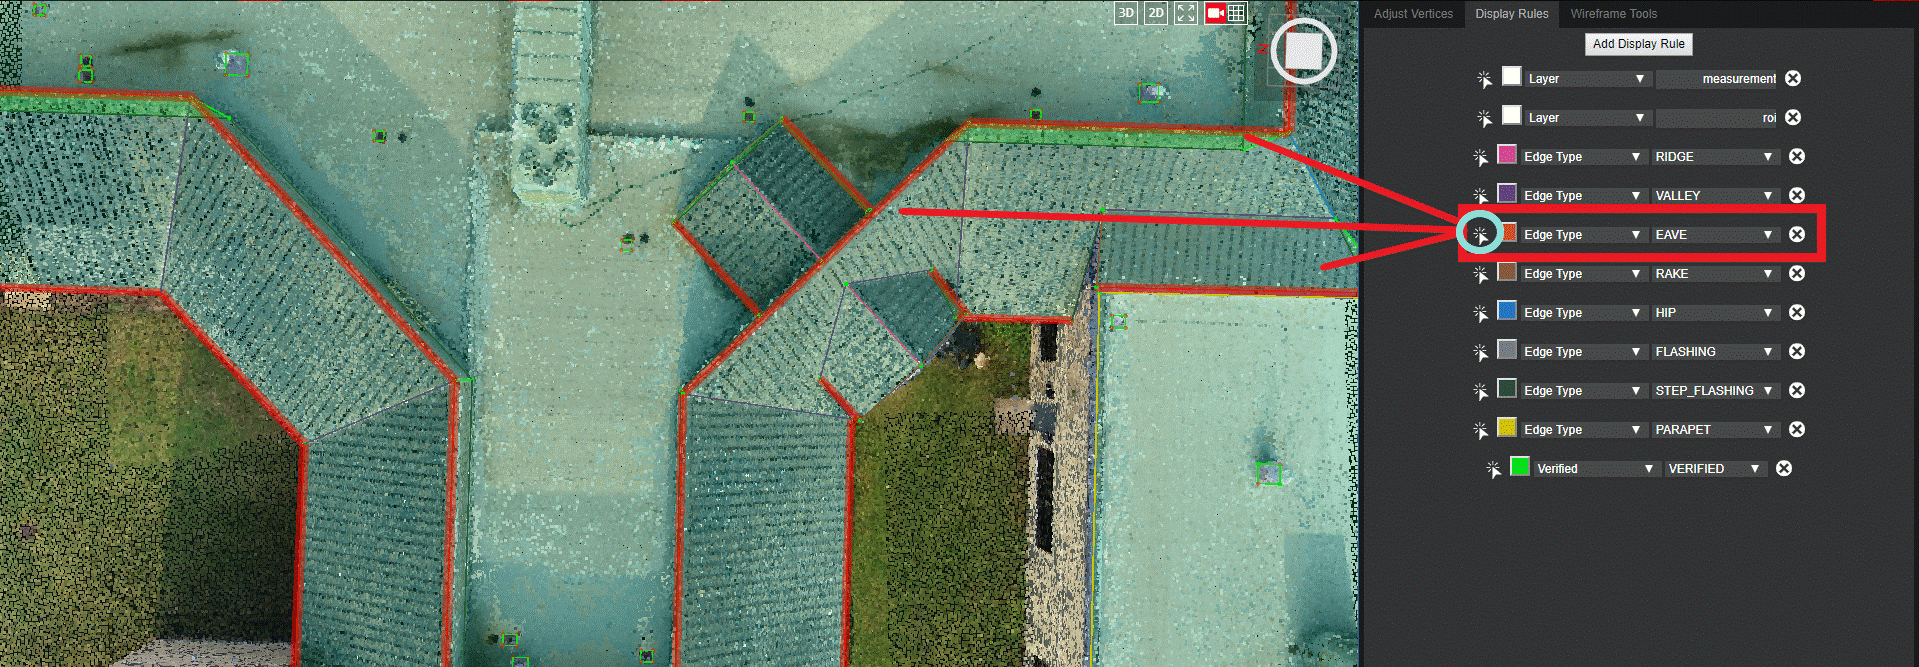 3D 2D
Adjust Vertices Display Rules Wireframe Tools
Add Display Rule
Layer measurement
Layer roi
Edge Type RIDGE
Edge Type VALLEY
Edge Type EAVE
Edge Type RAKE
Edge Type HIP
Edge Type FLASHING
Edge Type STEP_FLASHING
Edge Type PARAPET
Verified VERIFIED